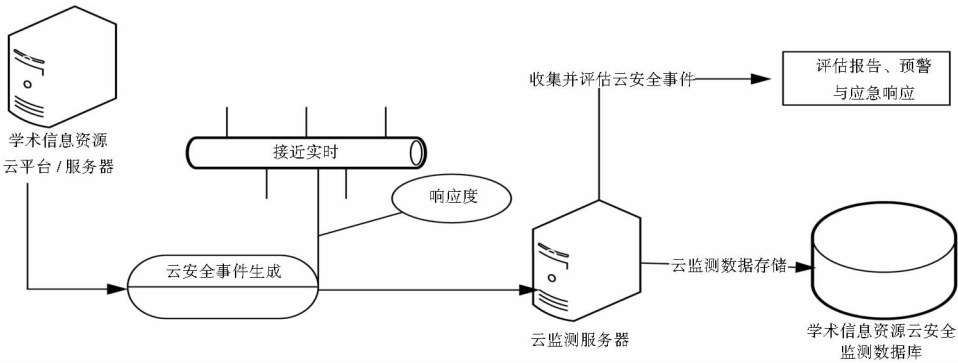 学术信息资源
云平台/服务器
接近实时
响应度
云安全事件生成
收集并评估云安全事件
评估报告、预警
与应急响应
云监测服务器
云监测数据存储
学术信息资源云安全
监测数据库